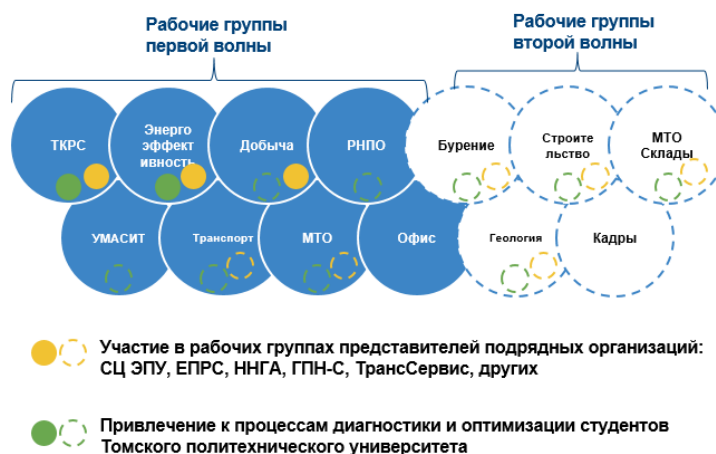 Рабочие группы
первой волны
Рабочие группы
второй волны
ТКРС
Энерго
эффект
ивность
Добыча
РНПО
Бурение
Строите
льство
МТО
Склады
УМАСИТ
Транспорт
МТО
Офис
Геология
Кадры
Участие в рабочих группах представителей подрядных организаций:
СЦ ЭПУ, ЕПРС, ННГА, ГПН-С, ТрансСервис, других
Привлечение к процессам диагностики и оптимизации студентов
Томского политехнического университета